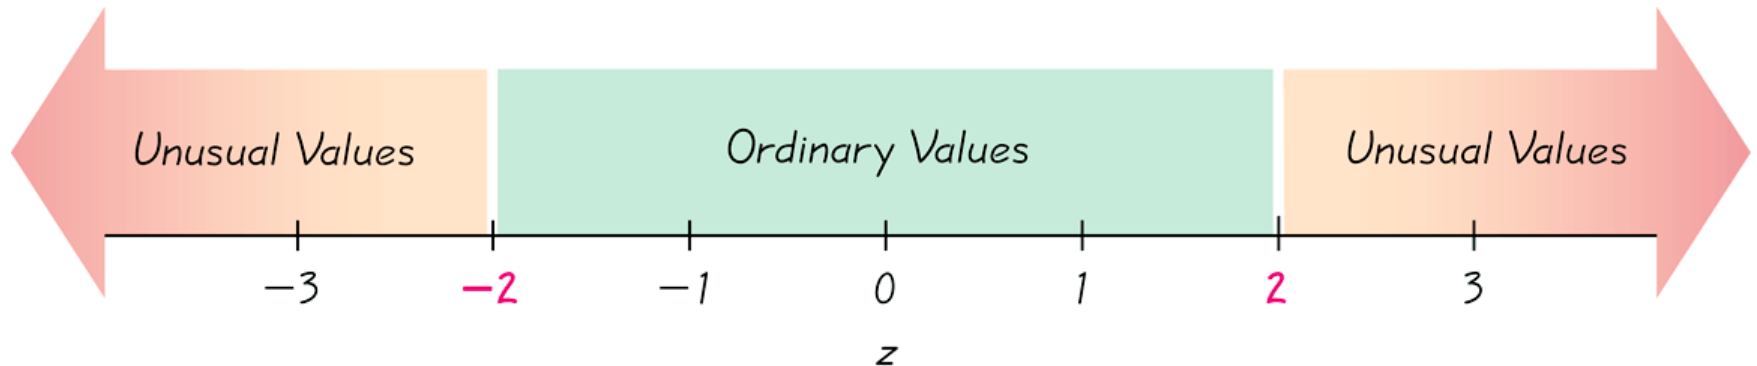 Unusual Values Ordinary Values Unusual Values
−3 −2 −1 0 1 2 3
z